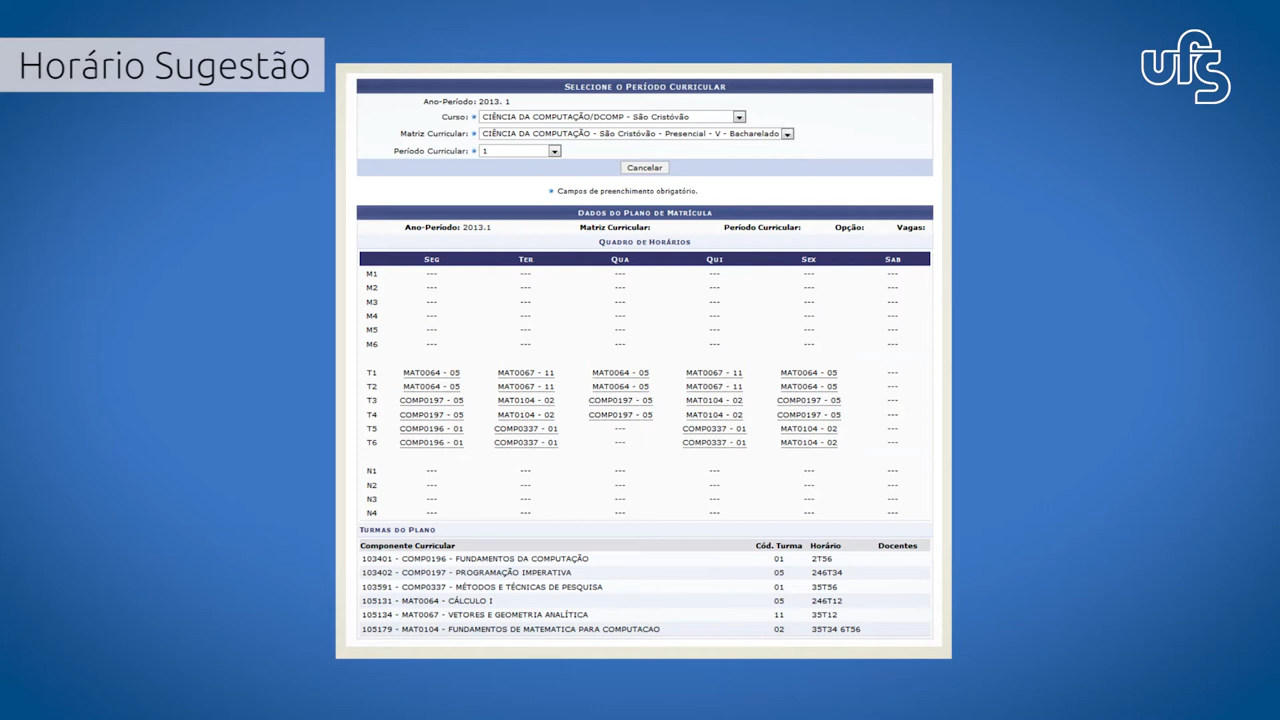 Horário Sugestão
ufs
SELECIONE O PERÍODO CURRICULAR
Ano-Período: 2013. 1
Curso: * CIÊNCIA DA COMPUTAÇÃO/DCOMP - São Cristóvão
Matriz Curricular: * CIÊNCIA DA COMPUTAÇÃO - São Cristóvão - Presencial - V - Bacharelado
Período Curricular: * 1
Cancelar
* Campos de preenchimento obrigatório.
DADOS DO PLANO DE MATRÍCULA
Ano-Período: 2013.1 Matriz Curricular: Período Curricular: Opção: Vagas:
QUADRO DE HORÁRIOS
SEG TER QUA QUI SEX SAB
M1 --- --- --- --- --- ---
M2 --- --- --- --- --- ---
M3 --- --- --- --- --- ---
M4 --- --- --- --- --- ---
M5 --- --- --- --- --- ---
M6 --- --- --- --- --- ---
T1 MAT0064 - 05 MAT0067 - 11 MAT0064 - 05 MAT0067 - 11 MAT0064 - 05 ---
T2 MAT0064 - 05 MAT0067 - 11 MAT0064 - 05 MAT0067 - 11 MAT0064 - 05 ---
T3 COMP0197 - 05 MAT0104 - 02 COMP0197 - 05 MAT0104 - 02 COMP0197 - 05 ---
T4 COMP0197 - 05 MAT0104 - 02 COMP0197 - 05 MAT0104 - 02 COMP0197 - 05 ---
T5 COMP0196 - 01 COMP0337 - 01 --- COMP0337 - 01 MAT0104 - 02 ---
T6 COMP0196 - 01 COMP0337 - 01 --- COMP0337 - 01 MAT0104 - 02 ---
N1 --- --- --- --- --- ---
N2 --- --- --- --- --- ---
N3 --- --- --- --- --- ---
N4 --- --- --- --- --- ---
TURMAS DO PLANO
Componente Curricular Cód. Turma Horário Docentes
103401 - COMP0196 - FUNDAMENTOS DA COMPUTAÇÃO 01 2T56
103402 - COMP0197 - PROGRAMAÇÃO IMPERATIVA 05 246T34
103591 - COMP0337 - MÉTODOS E TÉCNICAS DE PESQUISA 01 35T56
105131 - MAT0064 - CÁLCULO I 05 246T12
105134 - MAT0067 - VETORES E GEOMETRIA ANALÍTICA 11 35T12
105179 - MAT0104 - FUNDAMENTOS DE MATEMATICA PARA COMPUTACAO 02 35T34 6T56